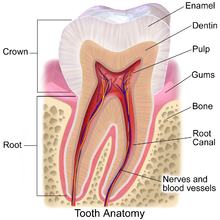 Enamel
Dentin
Crown
Pulp
Gums
Bone
Root
Root
Canal
Nerves and
blood vessels
Tooth Anatomy